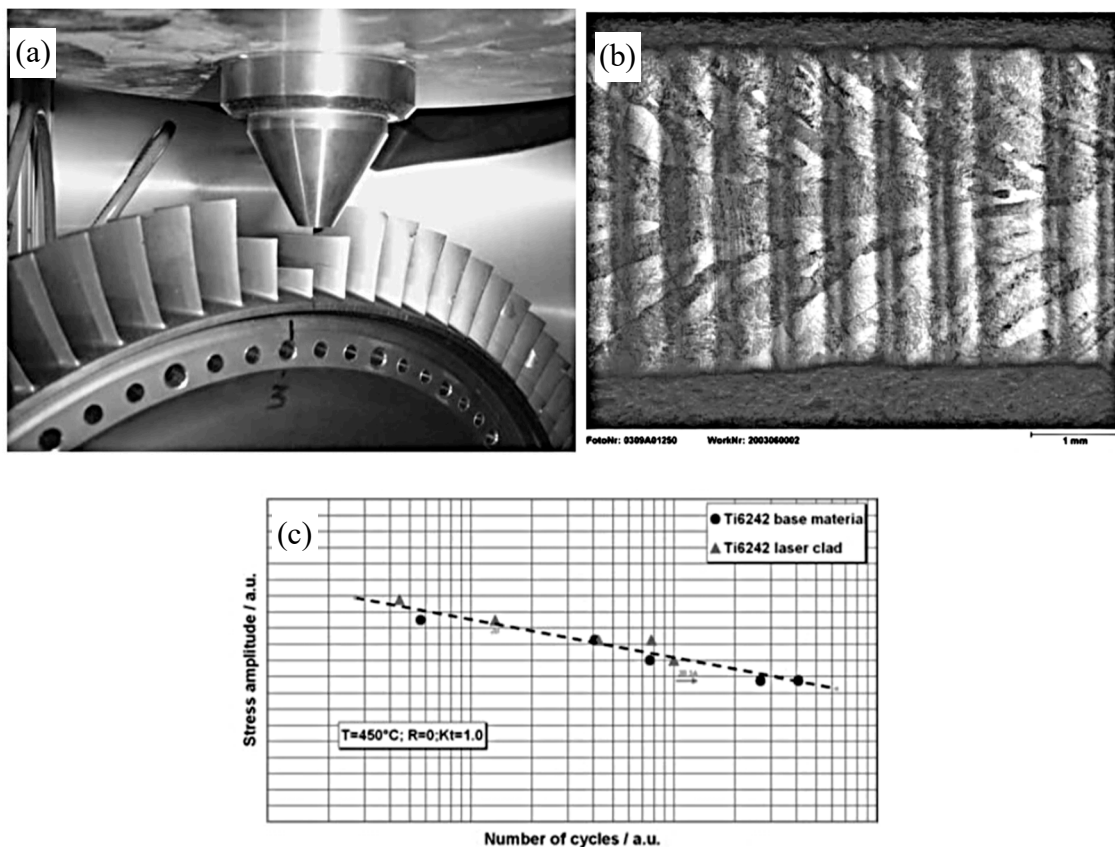 (a)
(b)
FotoNr: 0309A01250 WorkNr: 2003060002
1 mm
(c)
Ti6242 base materia
Ti6242 laser clad
Stress amplitude / a.u.
T=450°C; R=0;Kt=1.0
Number of cycles / a.u.